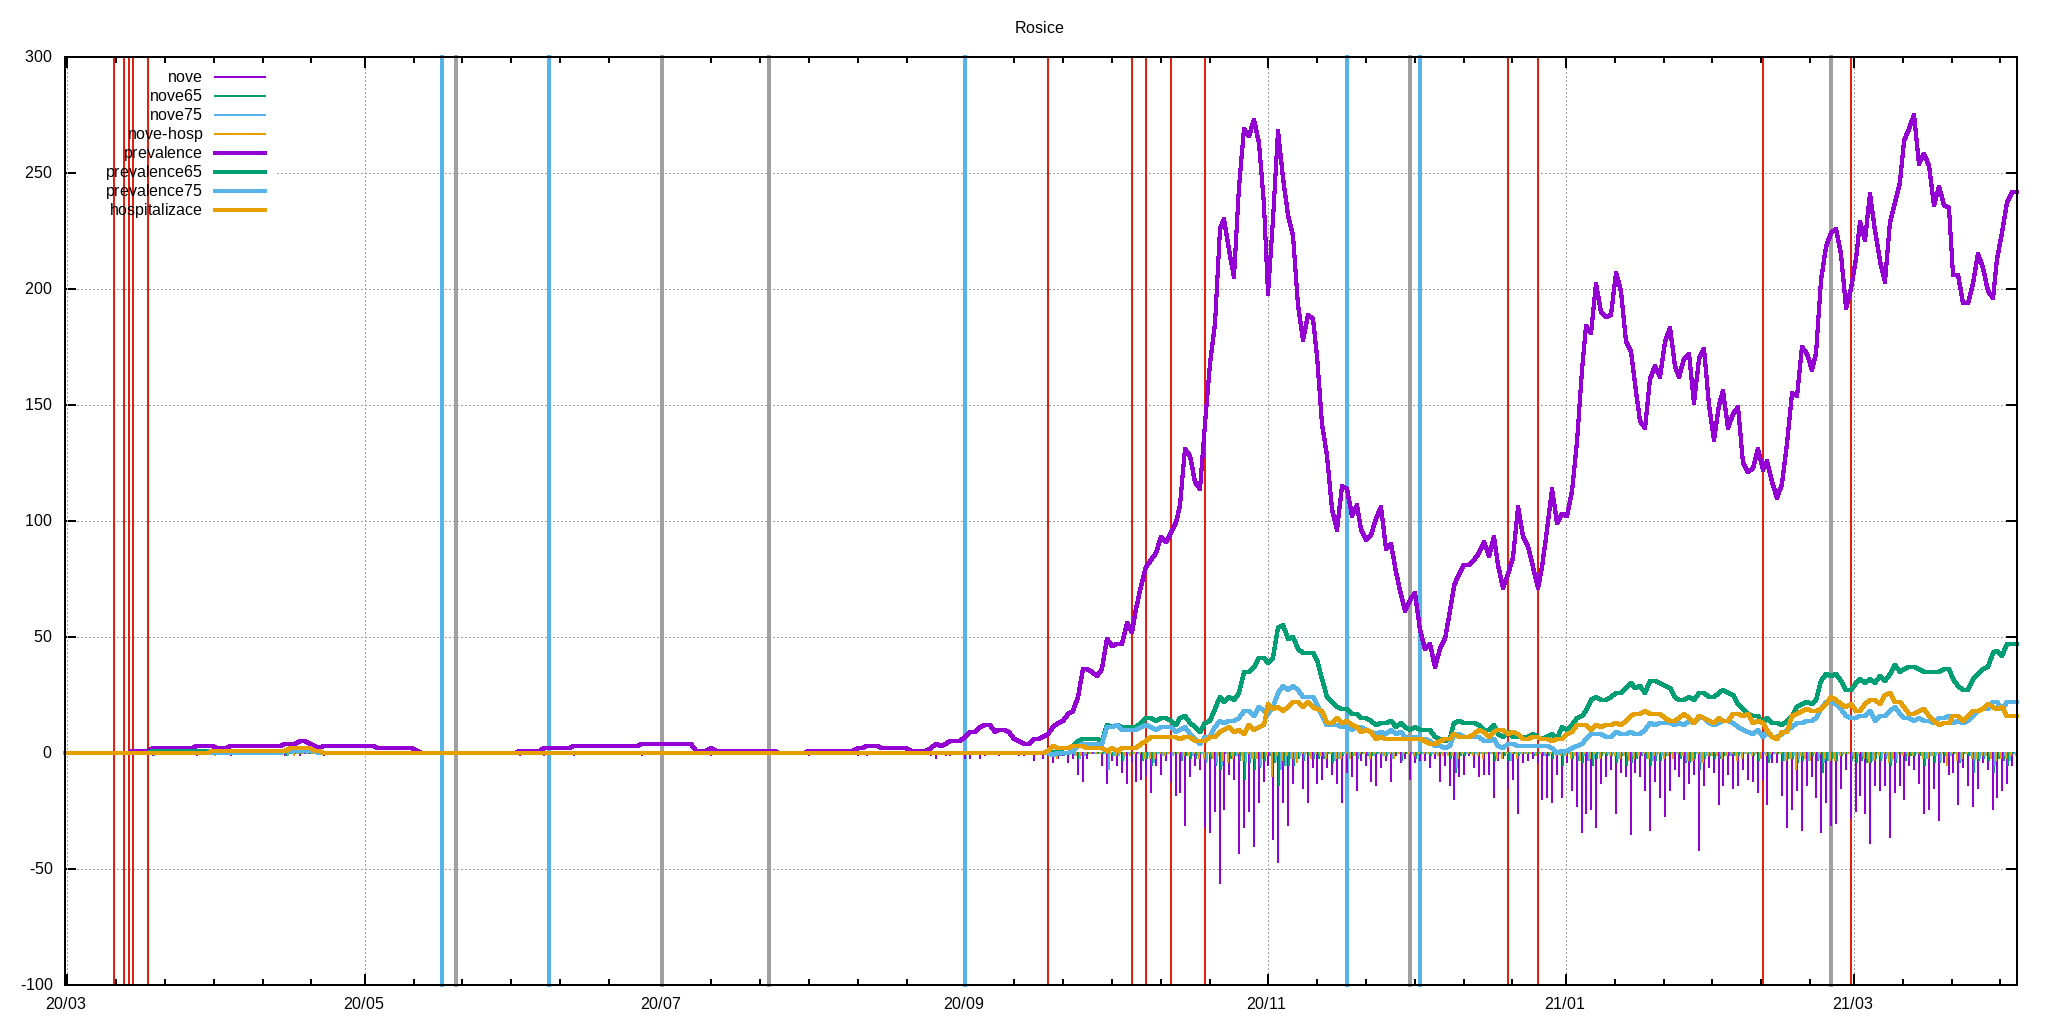 Rosice
300
250
200
150
100
50
0
-50
-100
nove
nove65
nove75
nove-hosp
prevalence
prevalence65
prevalence75
hospitalizace
20/03 20/05 20/07 20/09 20/11 21/01 21/03